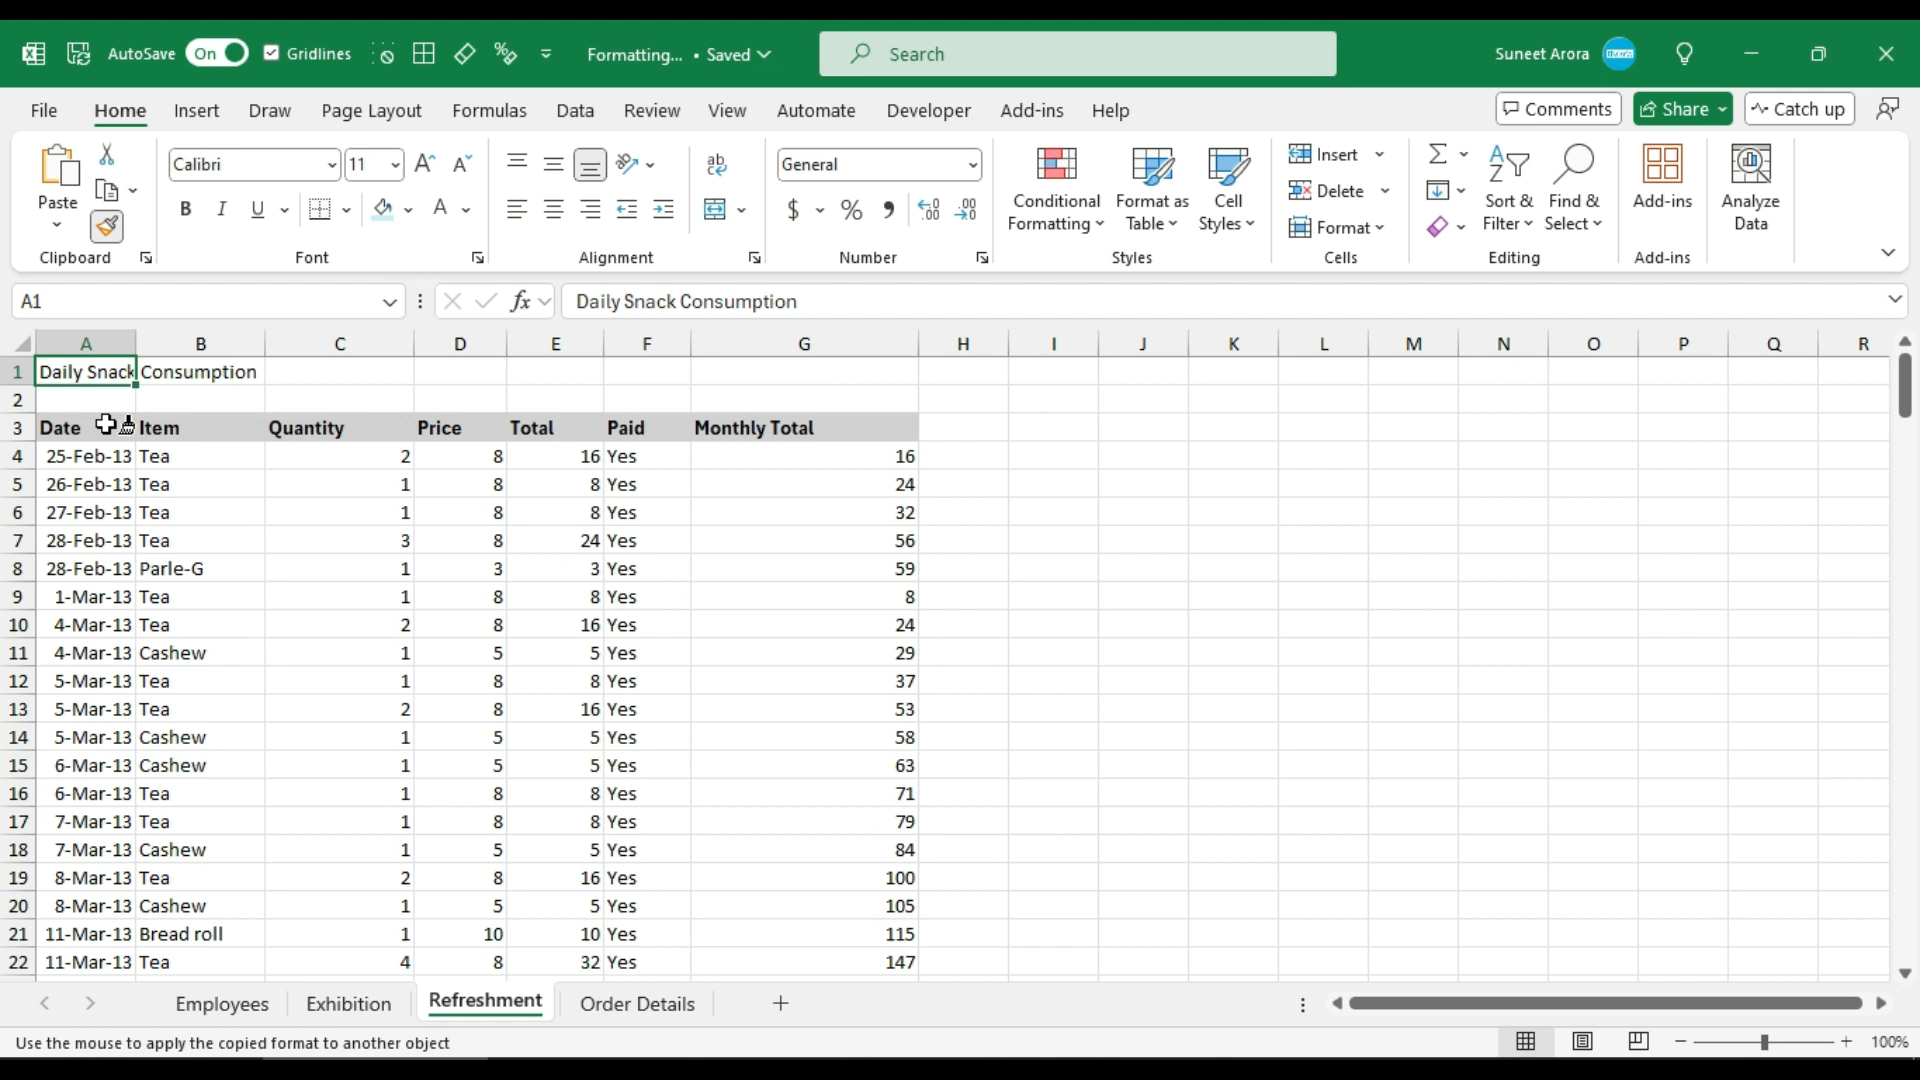 AutoSave On Gridlines Formatting... • Saved Search Suneet Arora
File Home Insert Draw Page Layout Formulas Data Review View Automate Developer Add-ins Help Comments Share Catch up
Paste
Clipboard
Calibri 11
B I U A
Font
ab
Alignment
General
$ % 9 .00
Number
Conditional Formatting
Format as Table
Cell Styles
Styles
Insert
Delete
Format
Cells
Sort & Filter
Find & Select
Editing
Add-ins
Add-ins
Analyze Data
A1 fx Daily Snack Consumption
A B C D E F G H I J K L M N O P Q R
1 Daily Snack Consumption
2
3 Date Item Quantity Price Total Paid Monthly Total
4 25-Feb-13 Tea 2 8 16 Yes 16
5 26-Feb-13 Tea 1 8 8 Yes 24
6 27-Feb-13 Tea 1 8 8 Yes 32
7 28-Feb-13 Tea 3 8 24 Yes 56
8 28-Feb-13 Parle-G 1 3 3 Yes 59
9 1-Mar-13 Tea 1 8 8 Yes 8
10 4-Mar-13 Tea 2 8 16 Yes 24
11 4-Mar-13 Cashew 1 5 5 Yes 29
12 5-Mar-13 Tea 1 8 8 Yes 37
13 5-Mar-13 Tea 2 8 16 Yes 53
14 5-Mar-13 Cashew 1 5 5 Yes 58
15 6-Mar-13 Cashew 1 5 5 Yes 63
16 6-Mar-13 Tea 1 8 8 Yes 71
17 7-Mar-13 Tea 1 8 8 Yes 79
18 7-Mar-13 Cashew 1 5 5 Yes 84
19 8-Mar-13 Tea 2 8 16 Yes 100
20 8-Mar-13 Cashew 1 5 5 Yes 105
21 11-Mar-13 Bread roll 1 10 10 Yes 115
22 11-Mar-13 Tea 4 8 32 Yes 147
Employees Exhibition Refreshment Order Details
Use the mouse to apply the copied format to another object 100%